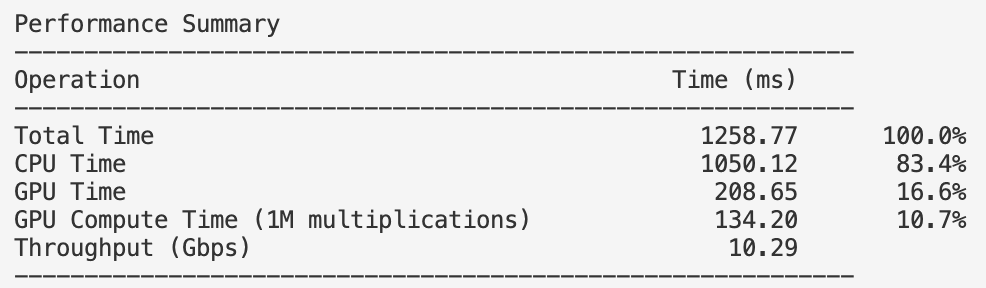 Performance Summary
------------------------------------------------------------
Operation                                      Time (ms)
------------------------------------------------------------
Total Time                                       1258.77      100.0%
CPU Time                                         1050.12       83.4%
GPU Time                                          208.65       16.6%
GPU Compute Time (1M multiplications)             134.20       10.7%
Throughput (Gbps)                                  10.29
------------------------------------------------------------